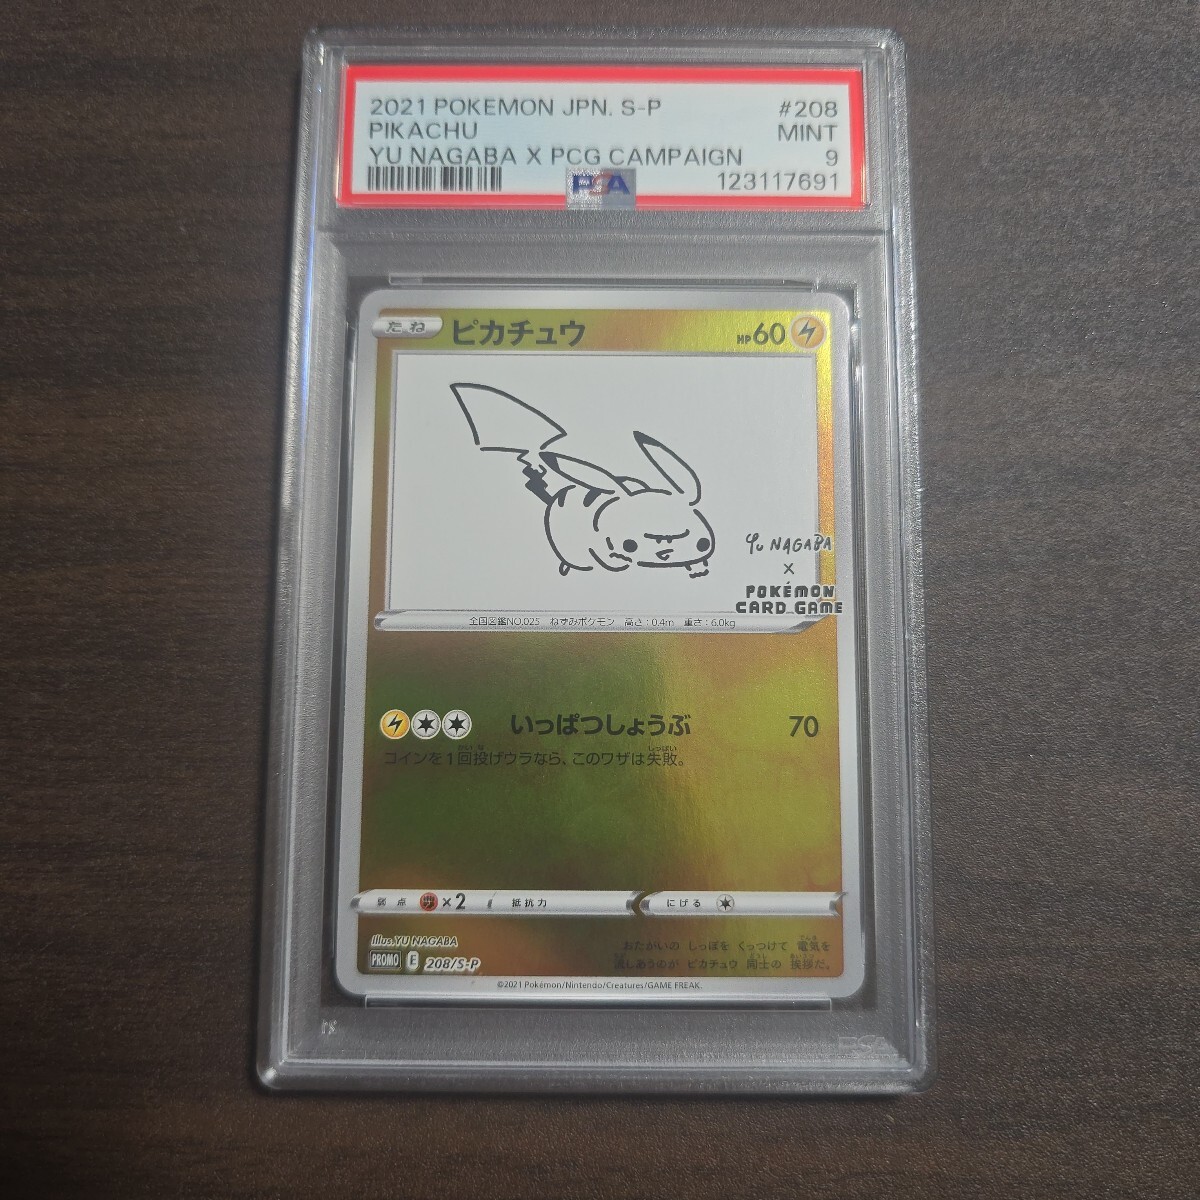 2021 POKEMON JPN. S-P #208
PIKACHU MINT
YU NAGABA X PCG CAMPAIGN 9
PSA 123117691
たね ピカチュウ HP60
Yu NAGABA
×
POKÉMON
CARD GAME
全国図鑑NO.025 ねずみポケモン 高さ:0.4m 重さ:6.0kg
いっぱつしょうぶ 70
コインを1回投げウラなら、このワザは失敗。
弱点 ×2 抵抗力 にげる
Illus.YU NAGABA
PROMO E 208/S-P
おたがいの しっぽを くっつけて 電気を
流しあうのが ピカチュウ 同士の 挨拶だ。
©2021 Pokémon/Nintendo/Creatures/GAME FREAK.